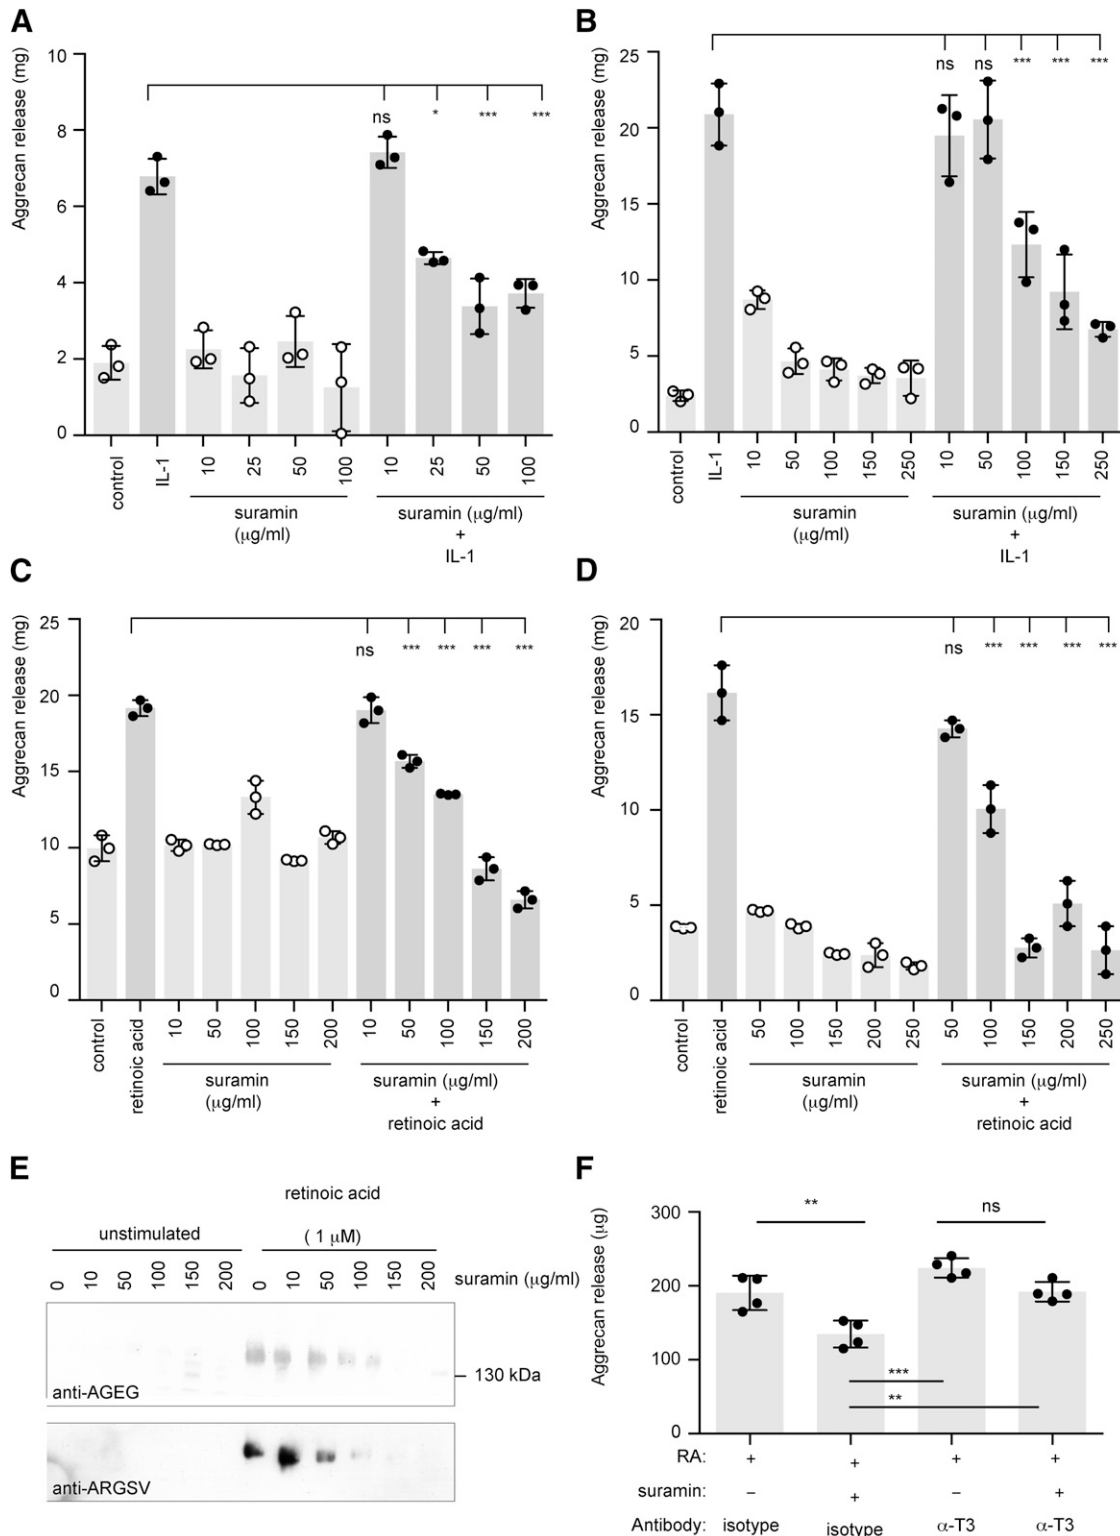 A
Aggrecan release (mg)
10
8
6
4
2
0
ns * *** ***
control IL-1 10 25 50 100 10 25 50 100
suramin
(μg/ml)
suramin (μg/ml)
+
IL-1
B
Aggrecan release (mg)
25
20
15
10
5
0
ns ns *** *** ***
control IL-1 10 50 100 150 250 10 50 100 150 250
suramin
(μg/ml)
suramin (μg/ml)
+
IL-1
C
Aggrecan release (mg)
25
20
15
10
5
0
ns *** *** *** ***
control retinoic acid 10 50 100 150 200 10 50 100 150 200
suramin
(μg/ml)
suramin (μg/ml)
+
retinoic acid
D
Aggrecan release (mg)
20
15
10
5
0
ns *** *** *** ***
control retinoic acid 50 100 150 200 250 50 100 150 200 250
suramin
(μg/ml)
suramin (μg/ml)
+
retinoic acid
E
retinoic acid
unstimulated ( 1 μM)
0 10 50 100 150 200 0 10 50 100 150 200 suramin (μg/ml)
130 kDa
anti-AGEG
anti-ARGSV
F
Aggrecan release (μg)
300
200
100
0
** ns
***
**
RA: + + + +
suramin: – + – +
Antibody: isotype isotype α-T3 α-T3